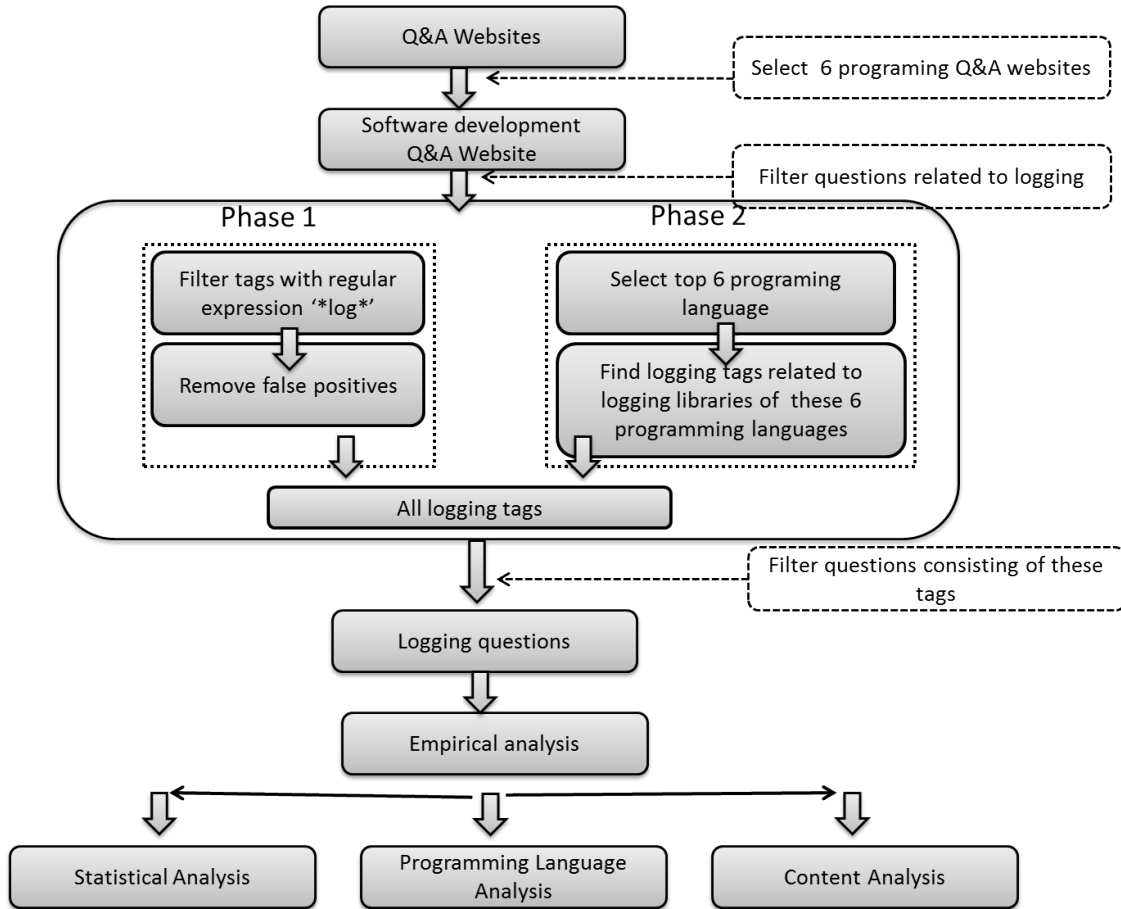 Q&A Websites
Select 6 programing Q&A websites
Software development
Q&A Website
Filter questions related to logging
Phase 1
Phase 2
Filter tags with regular
expression ‘*log*’
Remove false positives
Select top 6 programing
language
Find logging tags related to
logging libraries of these 6
programming languages
All logging tags
Filter questions consisting of these
tags
Logging questions
Empirical analysis
Statistical Analysis
Programming Language
Analysis
Content Analysis